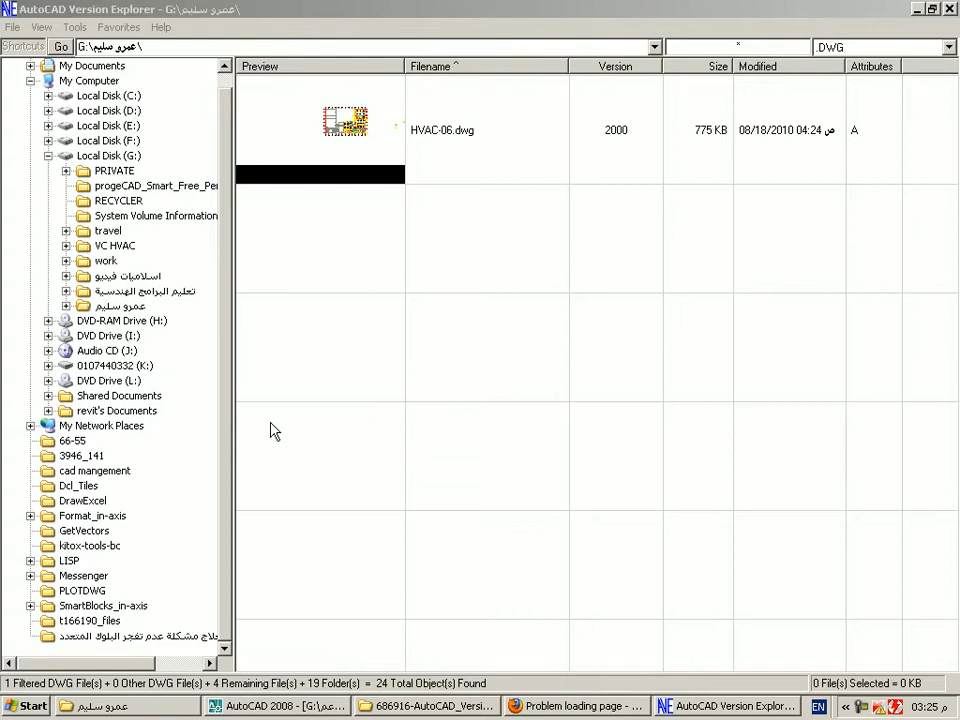 AutoCAD Version Explorer - G:\عمرو سليم\
File View Tools Favorites Help
Shortcuts Go G:\عمرو سليم\ * .DWG
Preview Filename ^ Version Size Modified Attributes
HVAC-06.dwg 2000 775 KB 08/18/2010 04:24 ص A
My Documents
My Computer
Local Disk (C:)
Local Disk (D:)
Local Disk (E:)
Local Disk (F:)
Local Disk (G:)
PRIVATE
progeCAD_Smart_Free_Per
RECYCLER
System Volume Information
travel
VC HVAC
work
اسلاميات فيديو
تعليم البرامج الهندسية
عمرو سليم
DVD-RAM Drive (H:)
DVD Drive (I:)
Audio CD (J:)
0107440332 (K:)
DVD Drive (L:)
Shared Documents
revit's Documents
My Network Places
66-55
3946_141
cad mangement
Dcl_Tiles
DrawExcel
Format_in-axis
GetVectors
kitox-tools-bc
LISP
Messenger
PLOTDWG
SmartBlocks_in-axis
t166190_files
علاج مشكلة عدم تفجر البلوك المتعدد
1 Filtered DWG File(s) + 0 Other DWG File(s) + 4 Remaining File(s) + 19 Folder(s) = 24 Total Object(s) Found 0 File(s) Selected = 0 KB
Start عمرو سليم AutoCAD 2008 - [G:\عم... 686916-AutoCAD_Versi... Problem loading page - ... AutoCAD Version Explor... EN « 03:25 م